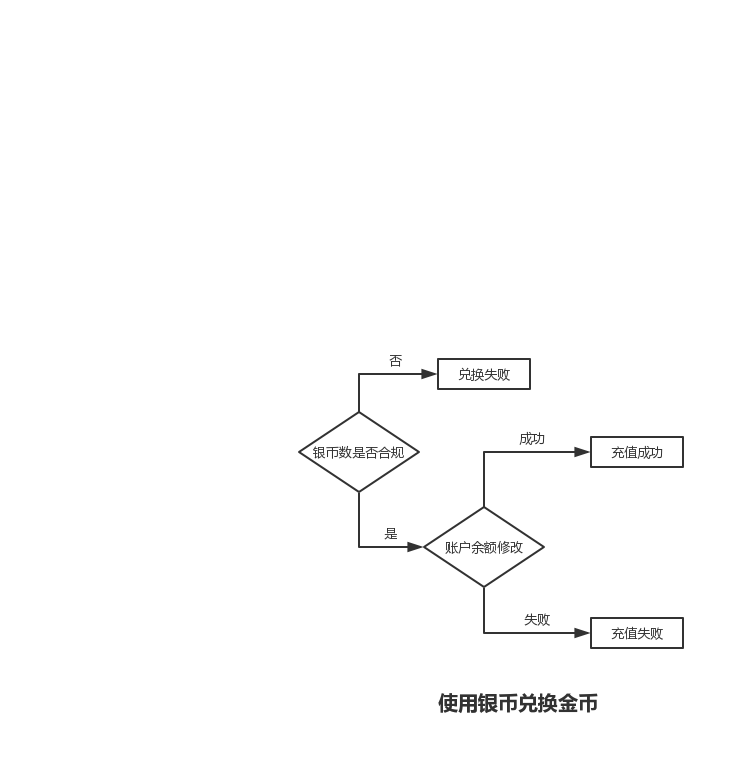 否
兑换失败
成功
银币数是否合规
充值成功
是
账户余额修改
失败
充值失败
使用银币兑换金币